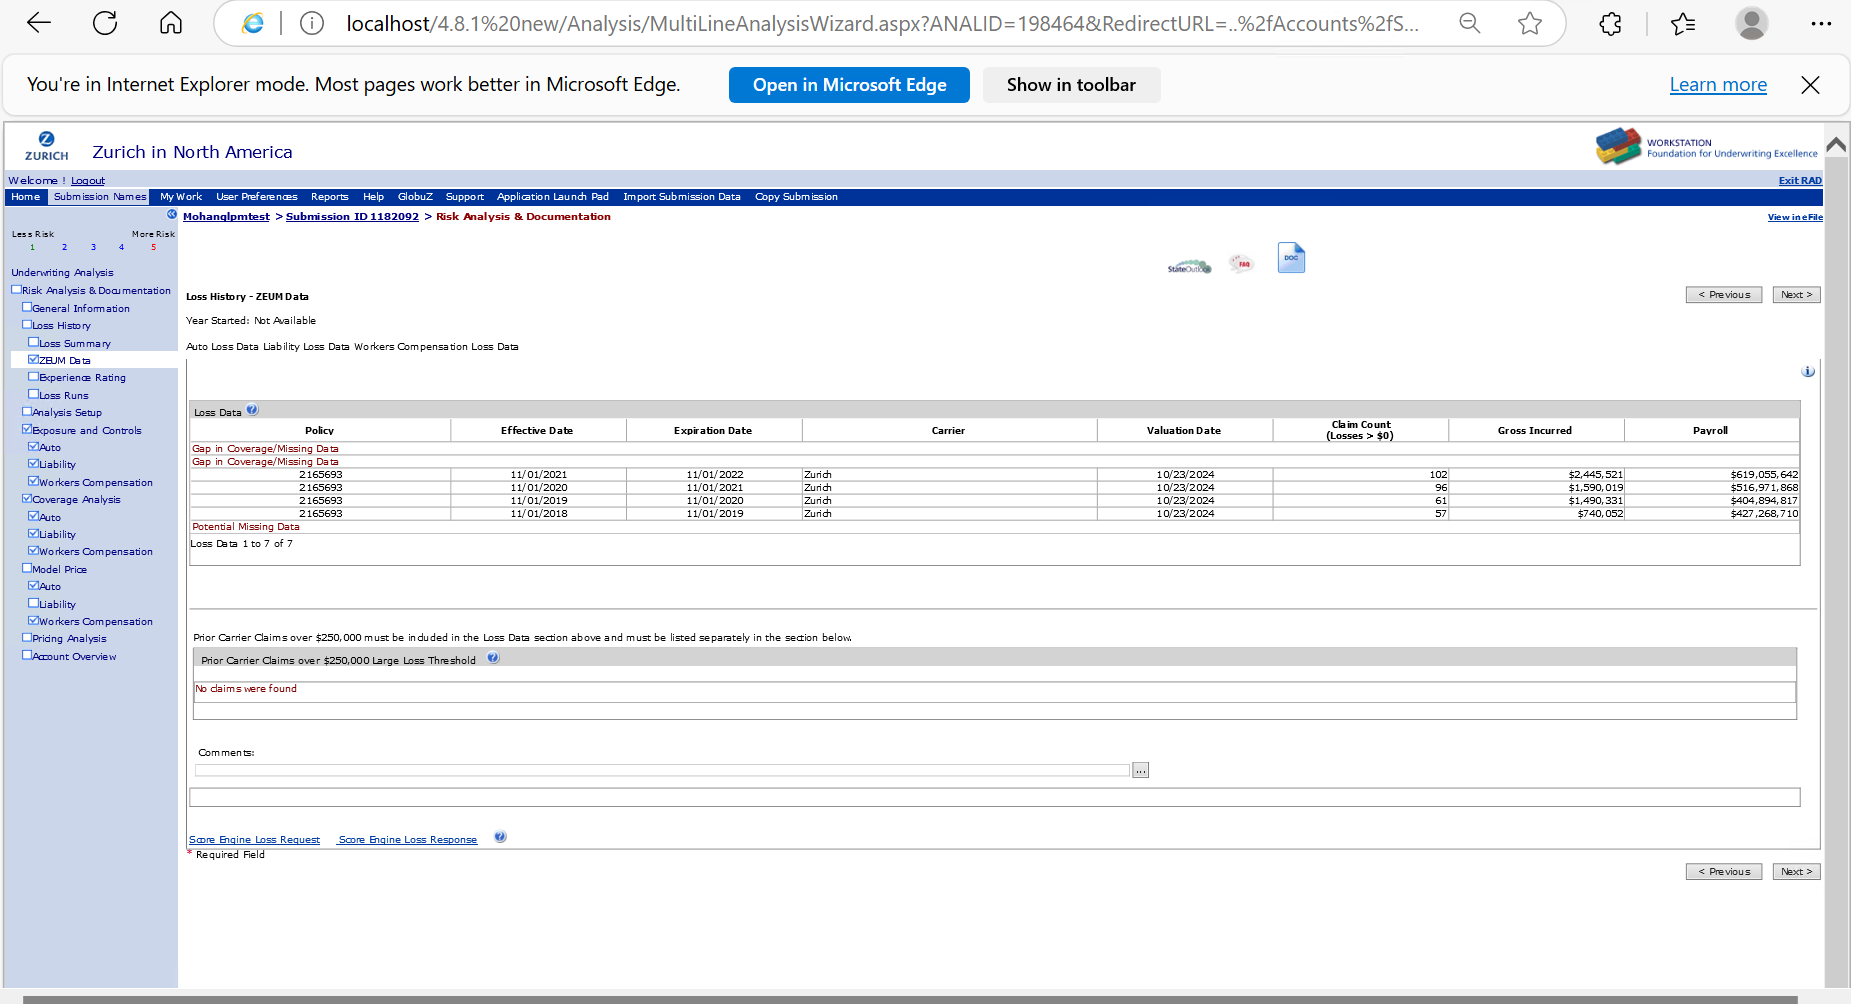 localhost/4.8.1%20new/Analysis/MultiLineAnalysisWizard.aspx?ANALID=198464&RedirectURL=..%2fAccounts%2fS...
You're in Internet Explorer mode. Most pages work better in Microsoft Edge.
Open in Microsoft Edge
Show in toolbar
Learn more
Z
ZURICH
Zurich in North America
WORKSTATION
Foundation for Underwriting Excellence
Welcome ! Logout
Exit RAD
Home Submission Names My Work User Preferences Reports Help GlobuZ Support Application Launch Pad Import Submission Data Copy Submission
Mohanglpmtest > Submission ID 1182092 > Risk Analysis & Documentation
View in eFile
Less Risk More Risk
1 2 3 4 5
Underwriting Analysis
Risk Analysis & Documentation
General Information
Loss History
Loss Summary
ZEUM Data
Experience Rating
Loss Runs
Analysis Setup
Exposure and Controls
Auto
Liability
Workers Compensation
Coverage Analysis
Auto
Liability
Workers Compensation
Model Price
Auto
Liability
Workers Compensation
Pricing Analysis
Account Overview
StateOutlook
FAQ
DOC
Loss History - ZEUM Data
< Previous Next >
Year Started: Not Available
Auto Loss Data Liability Loss Data Workers Compensation Loss Data
Loss Data
Policy Effective Date Expiration Date Carrier Valuation Date Claim Count (Losses > $0) Gross Incurred Payroll
Gap in Coverage/Missing Data
Gap in Coverage/Missing Data
2165693 11/01/2021 11/01/2022 Zurich 10/23/2024 102 $2,445,521 $619,055,642
2165693 11/01/2020 11/01/2021 Zurich 10/23/2024 96 $1,590,019 $516,971,868
2165693 11/01/2019 11/01/2020 Zurich 10/23/2024 61 $1,490,331 $404,894,817
2165693 11/01/2018 11/01/2019 Zurich 10/23/2024 57 $740,052 $427,268,710
Potential Missing Data
Loss Data 1 to 7 of 7
Prior Carrier Claims over $250,000 must be included in the Loss Data section above and must be listed separately in the section below.
Prior Carrier Claims over $250,000 Large Loss Threshold
No claims were found
Comments:
...
Score Engine Loss Request Score Engine Loss Response
* Required Field
< Previous Next >